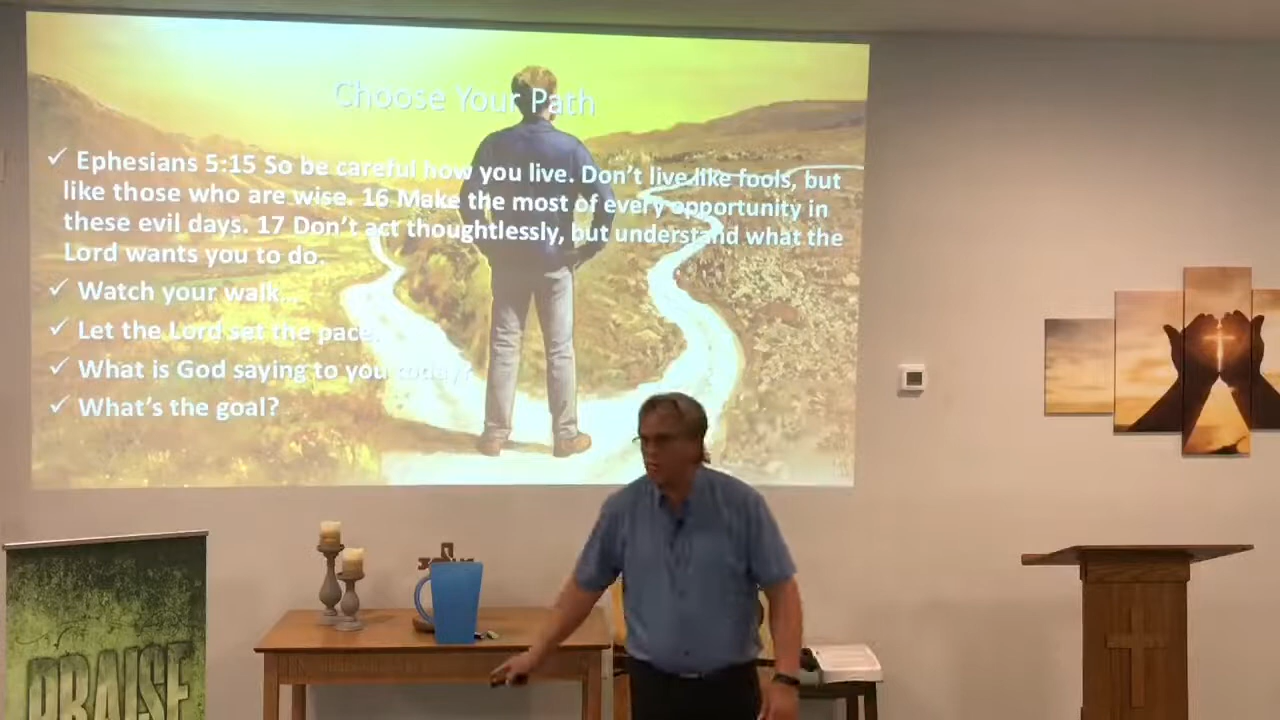 Choose Your Path
✓ Ephesians 5:15 So be careful how you live. Don't live like fools, but
like those who are wise. 16 Make the most of every opportunity in
these evil days. 17 Don't act thoughtlessly, but understand what the
Lord wants you to do.
✓ Watch your walk...
✓ Let the Lord set the pace.
✓ What is God saying to you today?
✓ What's the goal?
PRAISE